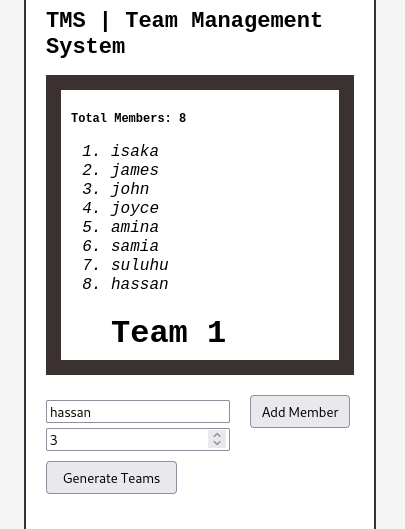 TMS | Team Management
System
Total Members: 8
1. isaka
2. james
3. john
4. joyce
5. amina
6. samia
7. suluhu
8. hassan
Team 1
hassan
Add Member
3
Generate Teams